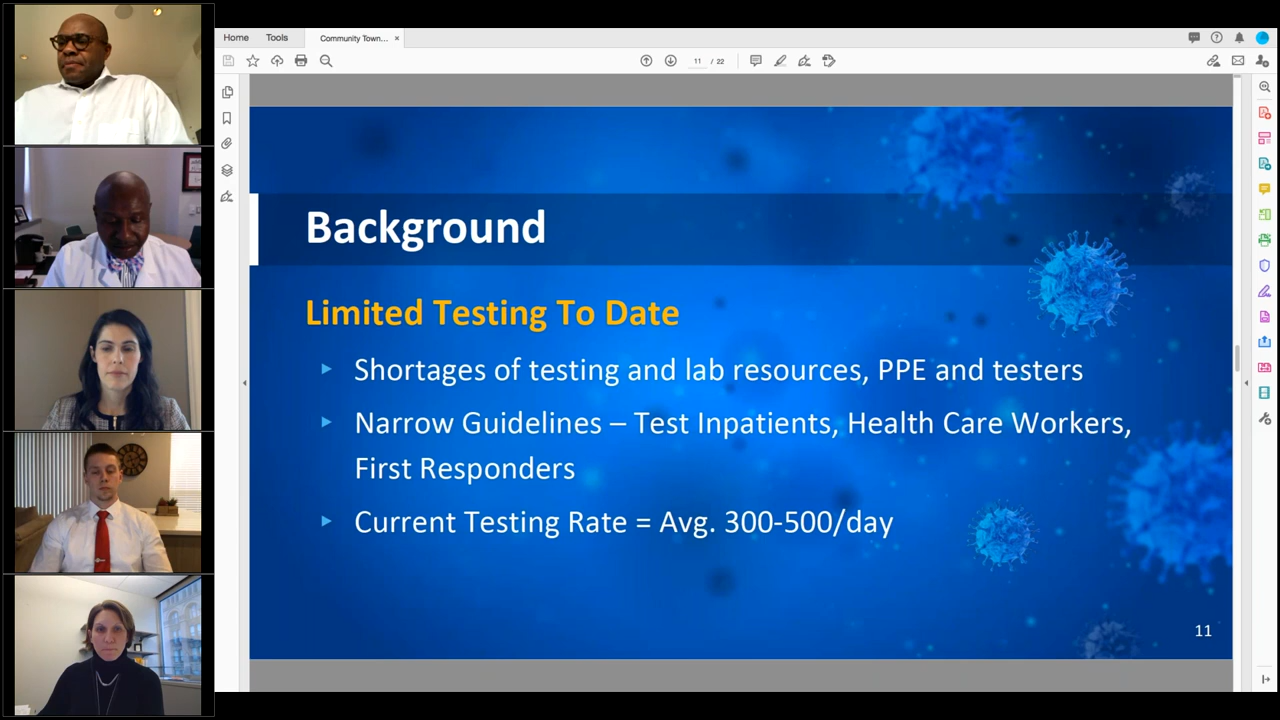 Home
Tools
Community Town...
11 / 22
Background
Limited Testing To Date
Shortages of testing and lab resources, PPE and testers
Narrow Guidelines – Test Inpatients, Health Care Workers,
First Responders
Current Testing Rate = Avg. 300-500/day
11